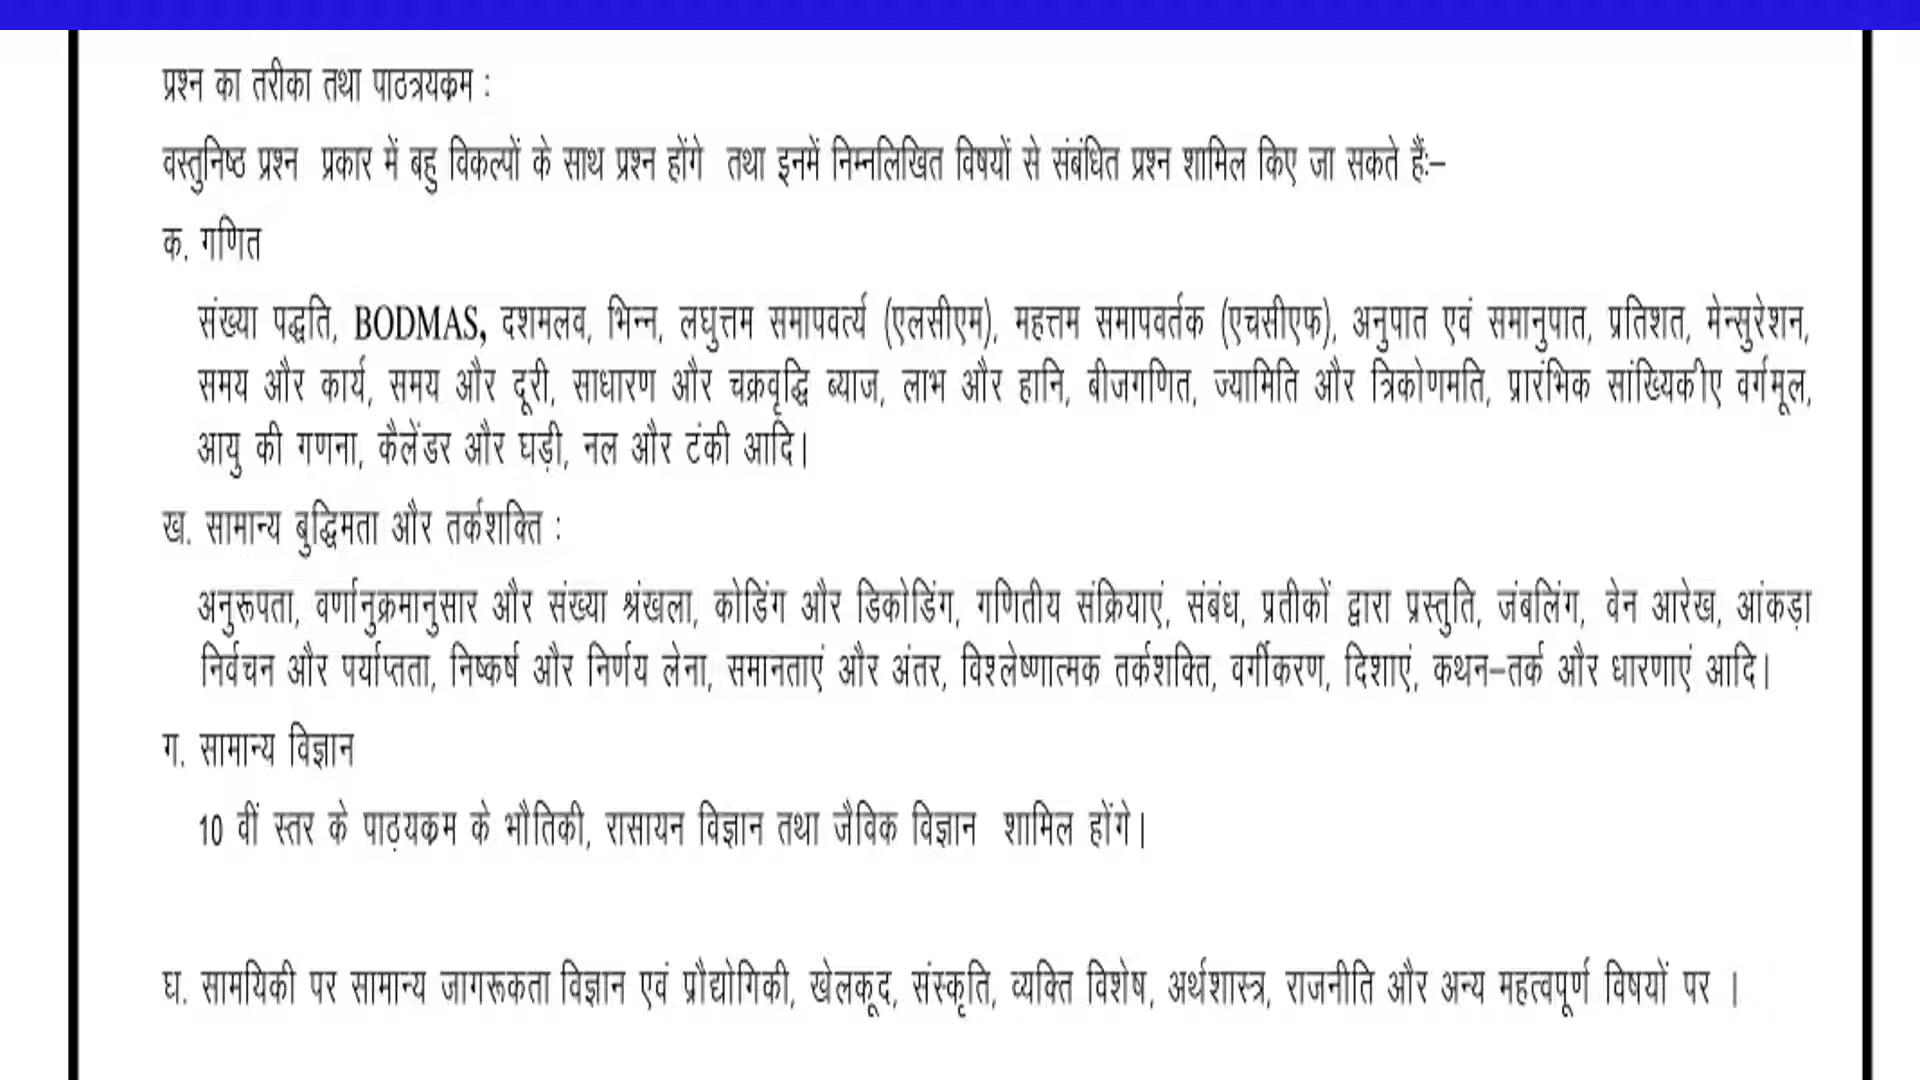 प्रश्न का तरीका तथा पाठत्रयकम :
वस्तुनिष्ठ प्रश्न प्रकार में बहु विकल्पों के साथ प्रश्न होंगे तथा इनमें निम्नलिखित विषयों से संबंधित प्रश्न शामिल किए जा सकते हैं:–
क. गणित
संख्या पद्धति, BODMAS, दशमलव, भिन्न, लघुत्तम समापवर्त्य (एलसीएम), महत्तम समापवर्तक (एचसीएफ), अनुपात एवं समानुपात, प्रतिशत, मेन्सुरेशन,
समय और कार्य, समय और दूरी, साधारण और चक्रवृद्धि ब्याज, लाभ और हानि, बीजगणित, ज्यामिति और त्रिकोणमति, प्रारंभिक सांख्यिकीए वर्गमूल,
आयु की गणना, कैलेंडर और घड़ी, नल और टंकी आदि।
ख. सामान्य बुद्धिमता और तर्कशक्ति :
अनुरूपता, वर्णानुक्रमानुसार और संख्या श्रंखला, कोडिंग और डिकोडिंग, गणितीय संक्रियाएं, संबंध, प्रतीकों द्वारा प्रस्तुति, जंबलिंग, वेन आरेख, आंकड़ा
निर्वचन और पर्याप्तता, निष्कर्ष और निर्णय लेना, समानताएं और अंतर, विश्लेष्णात्मक तर्कशक्ति, वर्गीकरण, दिशाएं, कथन–तर्क और धारणाएं आदि।
ग. सामान्य विज्ञान
10 वीं स्तर के पाठ़यकम के भौतिकी, रासायन विज्ञान तथा जैविक विज्ञान शामिल होंगे।
घ. सामयिकी पर सामान्य जागरूकता विज्ञान एवं प्रौद्योगिकी, खेलकूद, संस्कृति, व्यक्ति विशेष, अर्थशास्त्र, राजनीति और अन्य महत्वपूर्ण विषयों पर ।